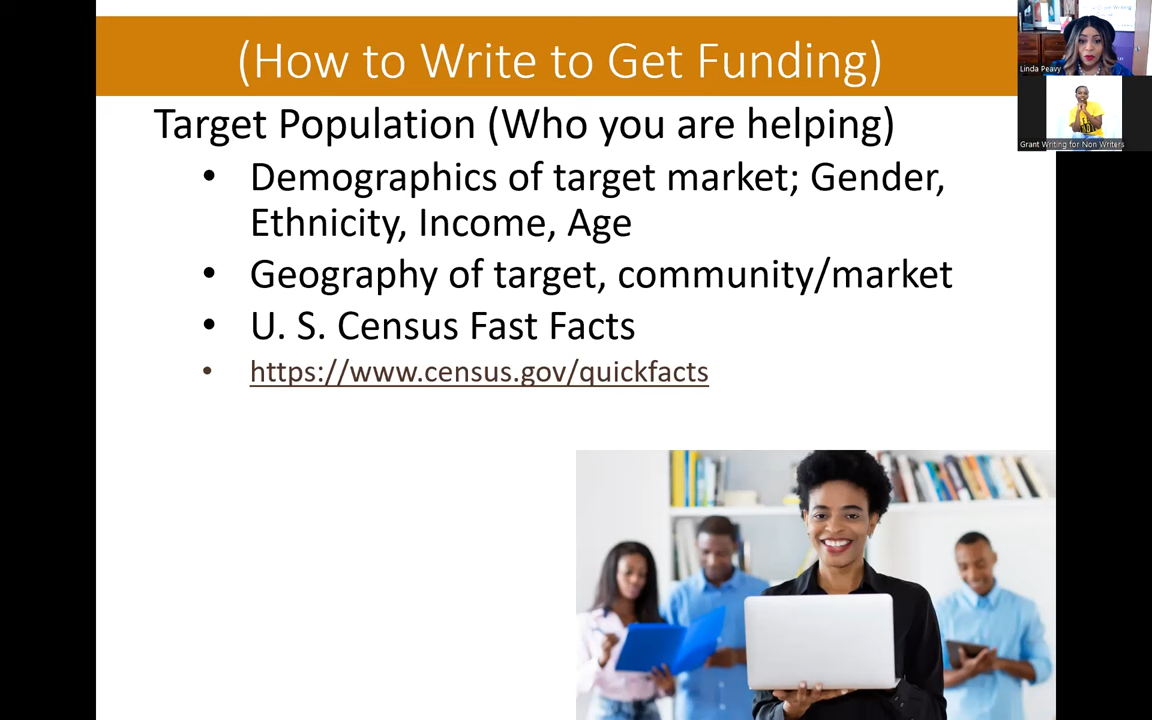 (How to Write to Get Funding)
Target Population (Who you are helping)
• Demographics of target market; Gender,
Ethnicity, Income, Age
• Geography of target, community/market
• U. S. Census Fast Facts
• https://www.census.gov/quickfacts
Linda Peavy
Grant Writing for Non Writers